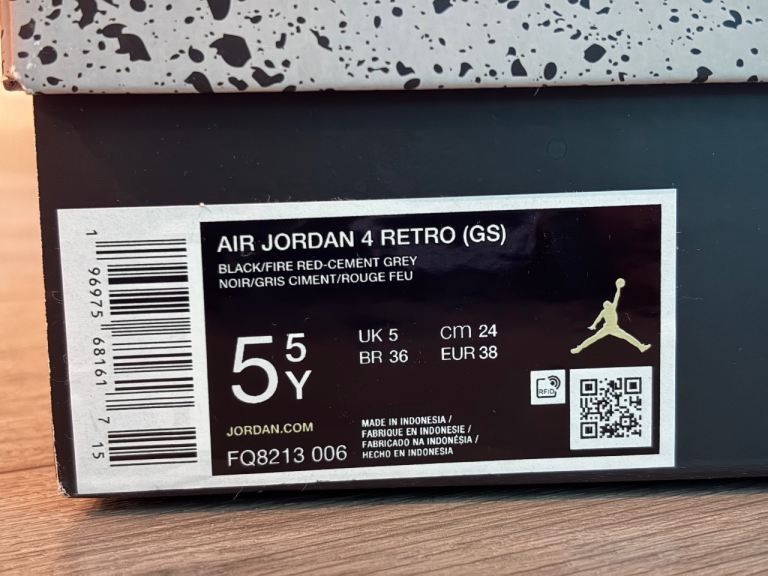 AIR JORDAN 4 RETRO (GS)
BLACK/FIRE RED-CEMENT GREY
NOIR/GRIS CIMENT/ROUGE FEU
5 5 Y
UK 5 cm 24
BR 36 EUR 38
JORDAN.COM
FQ8213 006
MADE IN INDONESIA /
FABRIQUE EN INDONESIE /
FABRICADO NA INDONÉSIA /
HECHO EN INDONESIA
RFID
1 96975 68161 7 15